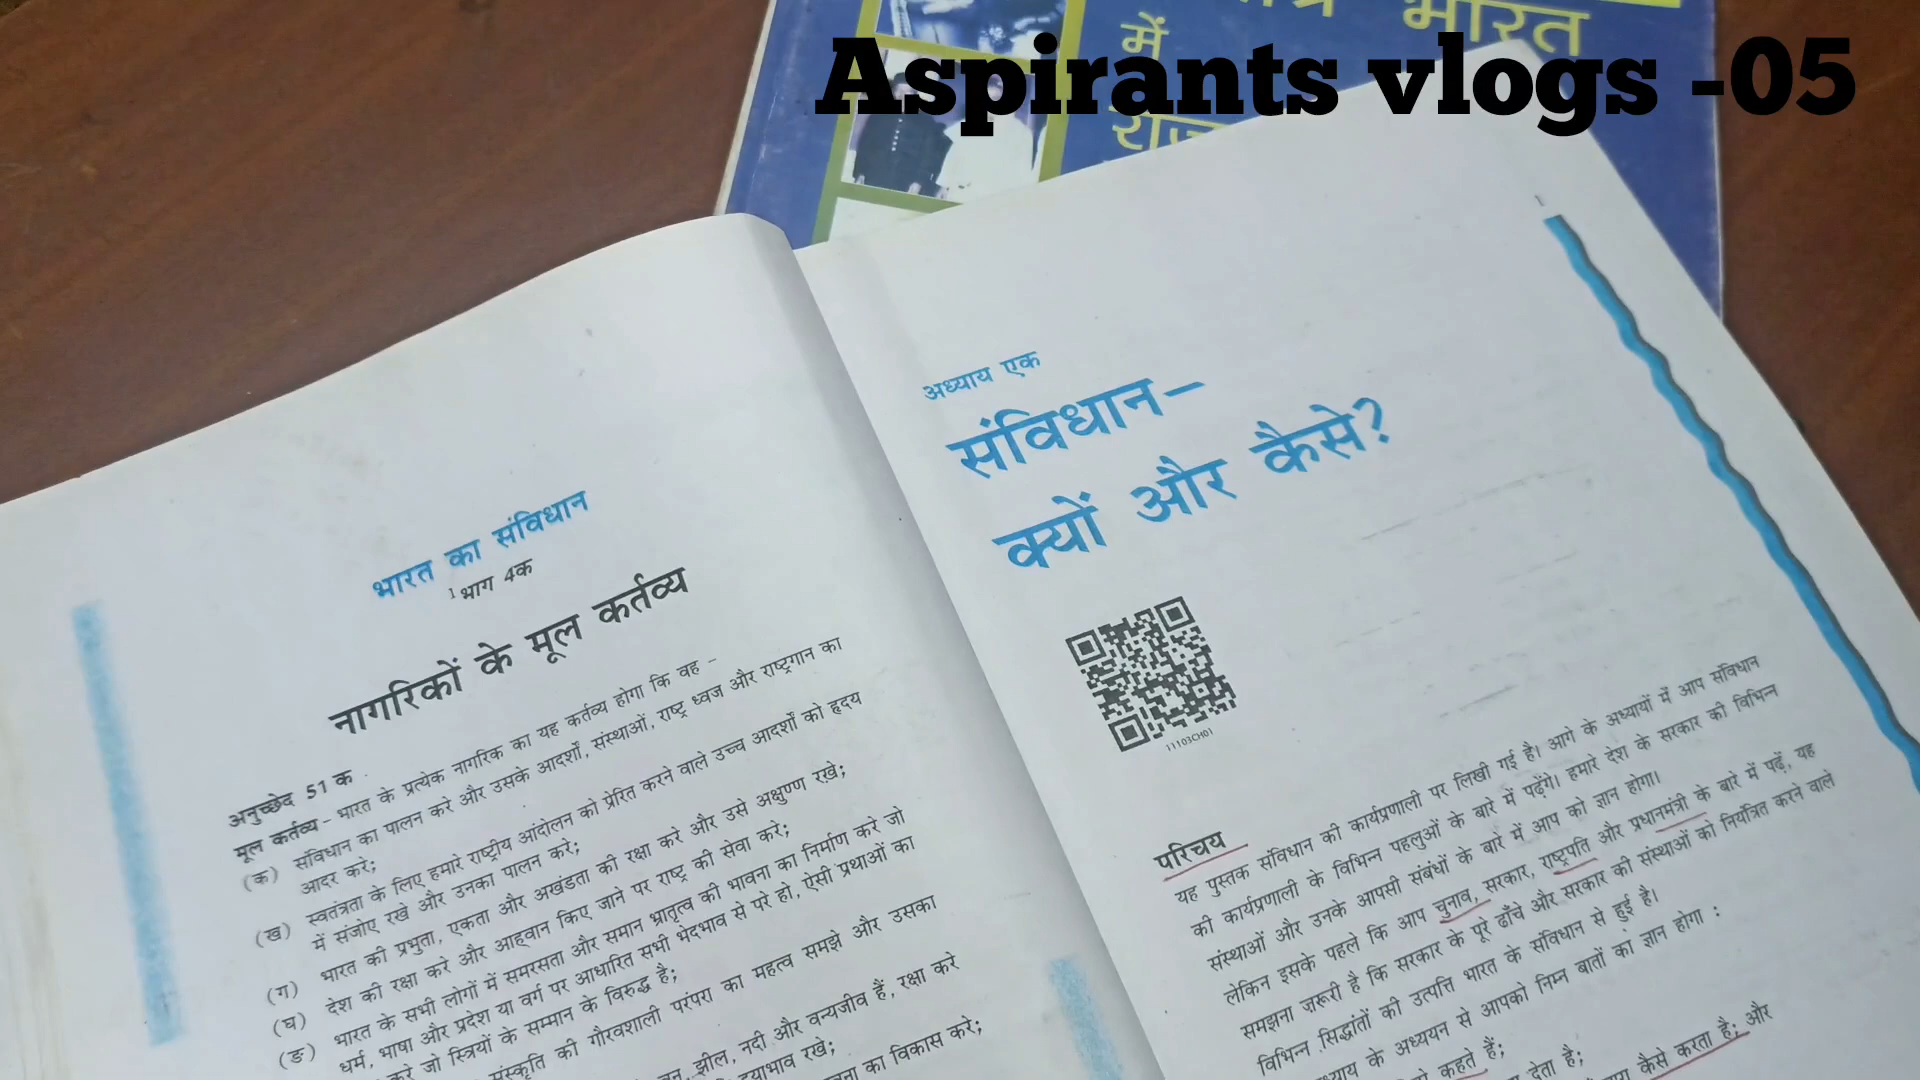 Aspirants vlogs -05
भारत
में
भारत का संविधान
1 भाग 4क
नागरिकों के मूल कर्तव्य
अनुच्छेद 51 क
मूल कर्तव्य – भारत के प्रत्येक नागरिक का यह कर्तव्य होगा कि वह –
(क) संविधान का पालन करे और उसके आदर्शों, संस्थाओं, राष्ट्र ध्वज और राष्ट्रगान का
आदर करे;
(ख) स्वतंत्रता के लिए हमारे राष्ट्रीय आंदोलन को प्रेरित करने वाले उच्च आदर्शों को हृदय
में संजोए रखे और उनका पालन करे;
(ग) भारत की प्रभुता, एकता और अखंडता की रक्षा करे और उसे अक्षुण्ण रखे;
(घ) देश की रक्षा करे और आह्वान किए जाने पर राष्ट्र की सेवा करे;
(ङ) भारत के सभी लोगों में समरसता और समान भ्रातृत्व की भावना का निर्माण करे जो
धर्म, भाषा और प्रदेश या वर्ग पर आधारित सभी भेदभाव से परे हो, ऐसी प्रथाओं का
करे जो स्त्रियों के सम्मान के विरुद्ध है;
संस्कृति की गौरवशाली परंपरा का महत्व समझे और उसका
वन, झील, नदी और वन्यजीव हैं, रक्षा करे
दयाभाव रखे;
का विकास करे;
अध्याय एक
संविधान–
क्यों और कैसे?
11103CH01
परिचय
यह पुस्तक संविधान की कार्यप्रणाली पर लिखी गई है। आगे के अध्यायों में आप संविधान
की कार्यप्रणाली के विभिन्न पहलुओं के बारे में पढ़ेंगे। हमारे देश के सरकार की विभिन्न
संस्थाओं और उनके आपसी संबंधों के बारे में आप को ज्ञान होगा।
लेकिन इसके पहले कि आप चुनाव, सरकार, राष्ट्रपति और प्रधानमंत्री के बारे में पढ़ें, यह
समझना ज़रूरी है कि सरकार के पूरे ढाँचे और सरकार की संस्थाओं को नियंत्रित करने वाले
विभिन्न सिद्धांतों की उत्पत्ति भारत के संविधान से हुई है।
ध्याय के अध्ययन से आपको निम्न बातों का ज्ञान होगा :
कहते हैं;
देता है;
कैसे करता है; और